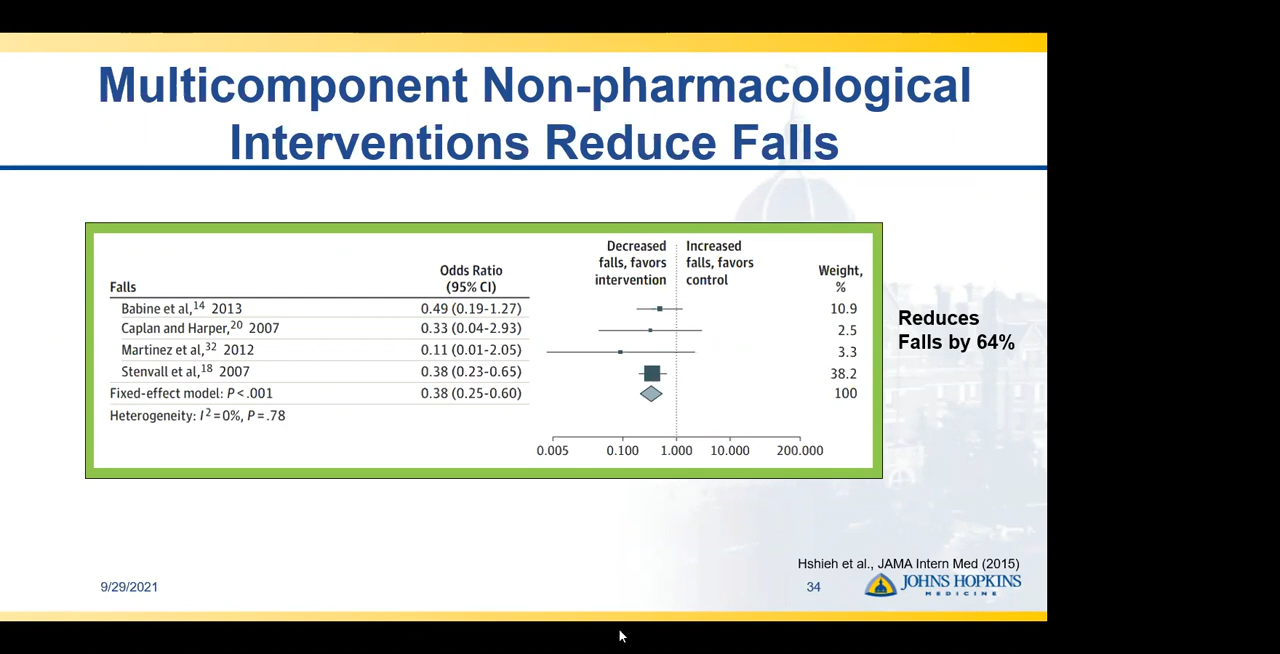 Multicomponent Non-pharmacological
Interventions Reduce Falls
Decreased falls, favors intervention
Increased falls, favors control
Falls
Odds Ratio (95% CI)
Weight, %
Babine et al,14 2013 0.49 (0.19-1.27) 10.9
Caplan and Harper,20 2007 0.33 (0.04-2.93) 2.5
Martinez et al,32 2012 0.11 (0.01-2.05) 3.3
Stenvall et al,18 2007 0.38 (0.23-0.65) 38.2
Fixed-effect model: P<.001 0.38 (0.25-0.60) 100
Heterogeneity: I2=0%, P=.78
0.005 0.100 1.000 10.000 200.000
Reduces
Falls by 64%
Hshieh et al., JAMA Intern Med (2015)
9/29/2021
34
JOHNS HOPKINS
MEDICINE